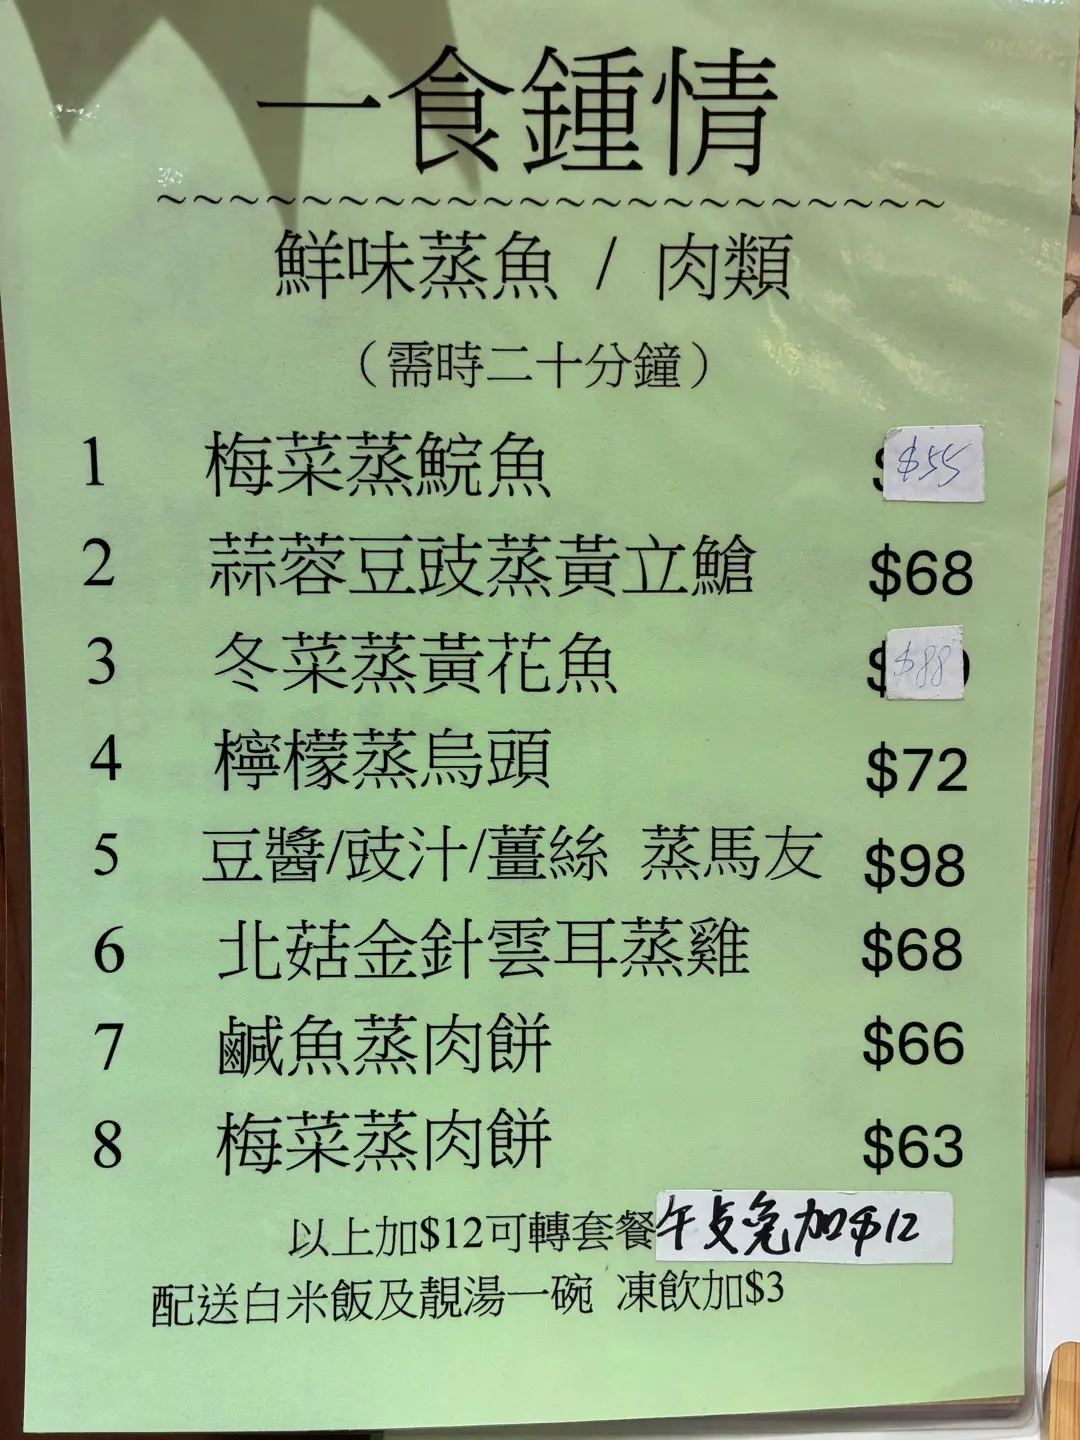 一食鍾情
~~~~~~~~~~~~~~~~~~~~~~
鮮味蒸魚 / 肉類
（需時二十分鐘）
1 梅菜蒸鯇魚 $55
2 蒜蓉豆豉蒸黃立鯧 $68
3 冬菜蒸黃花魚 $88
4 檸檬蒸烏頭 $72
5 豆醬/豉汁/薑絲 蒸馬友 $98
6 北菇金針雲耳蒸雞 $68
7 鹹魚蒸肉餅 $66
8 梅菜蒸肉餅 $63
以上加$12可轉套餐 午免加$12
配送白米飯及靚湯一碗 凍飲加$3